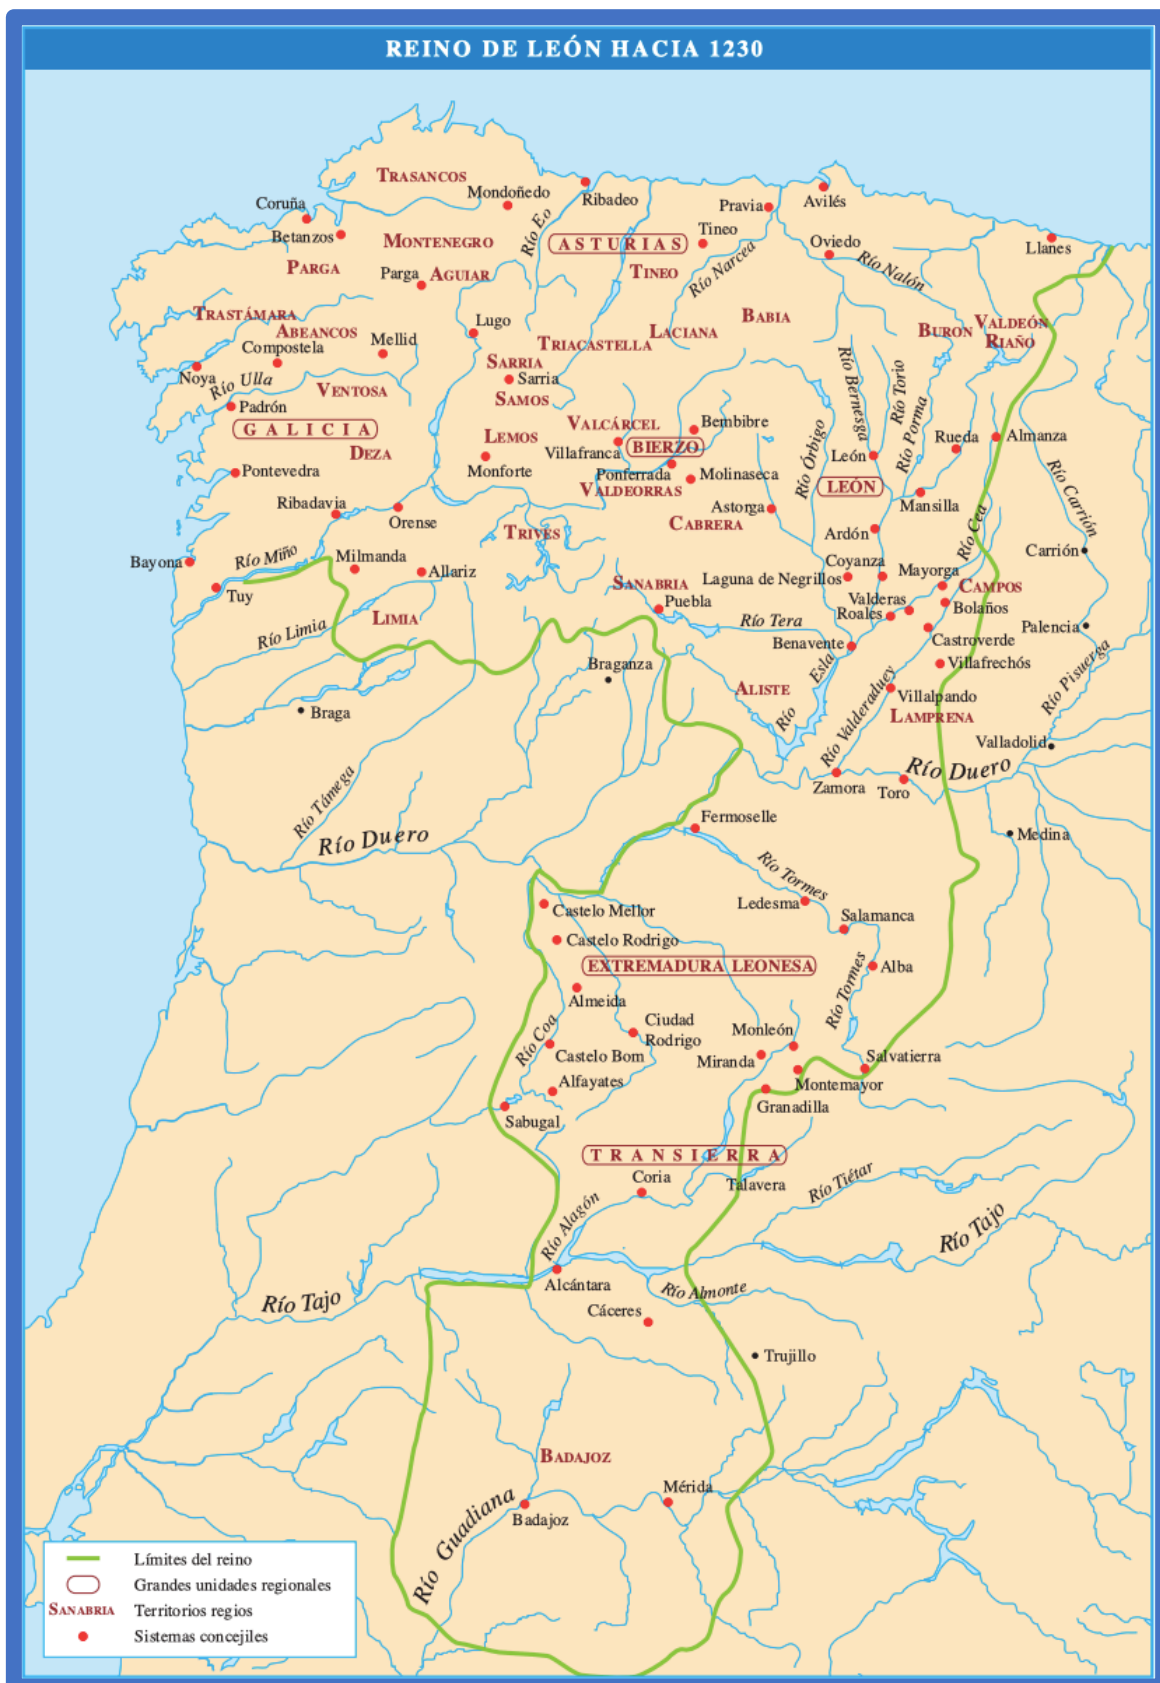 REINO DE LEÓN HACIA 1230
TRASANCOS
Mondoñedo
Ribadeo
Avilés
Coruña
Pravia
Betanzos
Río Eo
Tineo
Llanes
MONTENEGRO
ASTURIAS
Oviedo
PARGA
Parga
AGUIAR
TINEO
Río Narcea
Río Nalón
TRASTÁMARA
ABEANCOS
Lugo
BABIA
VALDEÓN
BURON
RIAÑO
LACIANA
Compostela
Mellid
TRIACASTELLA
SARRIA
Sarria
Noya
Río Ulla
VENTOSA
SAMOS
Río Bernesga
Río Torio
Río Porma
Padrón
GALICIA
DEZA
LEMOS
VALCÁRCEL
Bembibre
Río Órbigo
Rueda
Almanza
Villafranca
BIERZO
León
Pontevedra
Monforte
Ponferrada
Molinaseca
LEÓN
Río Carrión
VALDEORRAS
Mansilla
Ribadavia
Orense
Astorga
CABRERA
TRIVES
Ardón
Río Cea
Bayona
Río Miño
Milmanda
Allariz
Coyanza
Carrión
Laguna de Negrillos
Mayorga
SANABRIA
CAMPOS
Tuy
Puebla
Valderas
Bolaños
Roales
Río Limia
LIMIA
Río Tera
Palencia
Benavente
Castroverde
Braganza
Villafrechós
Río Esla
Río Pisuerga
ALISTE
Villalpando
Braga
LAMPRENA
Río Valderaduey
Valladolid
Río Duero
Zamora
Toro
Río Támega
Fermoselle
Medina
Río Duero
Río Tormes
Ledesma
Castelo Mellor
Salamanca
Castelo Rodrigo
EXTREMADURA LEONESA
Alba
Almeida
Río Tormes
Ciudad
Rodrigo
Monleón
Río Coa
Castelo Bom
Miranda
Salvatierra
Alfayates
Montemayor
Sabugal
Granadilla
TRANSIERRA
Coria
Talavera
Río Tiétar
Río Alagón
Río Tajo
Alcántara
Río Almonte
Río Tajo
Cáceres
Trujillo
BADAJOZ
Mérida
Badajoz
Río Guadiana
Límites del reino
Grandes unidades regionales
SANABRIA Territorios regios
Sistemas concejiles